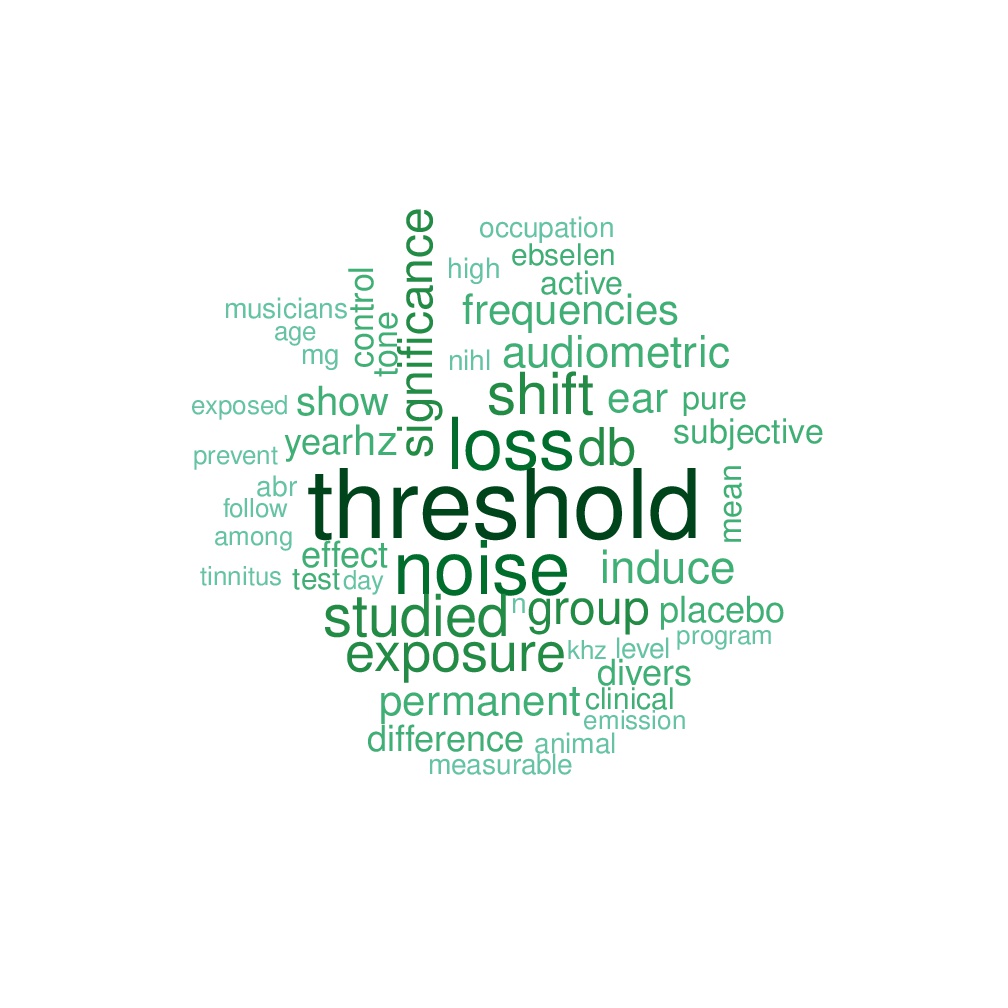 occupation
ebselen
high
active
significance
control
musicians
frequencies
tone
age
mg
nihl
audiometric
shift
ear
pure
exposed
show
subjective
year
hz
loss
db
prevent
threshold
mean
abr
follow
among
effect
noise
induce
tinnitus
test
day
studied
n
group
placebo
program
exposure
khz
level
divers
permanent
clinical
emission
difference
animal
measurable